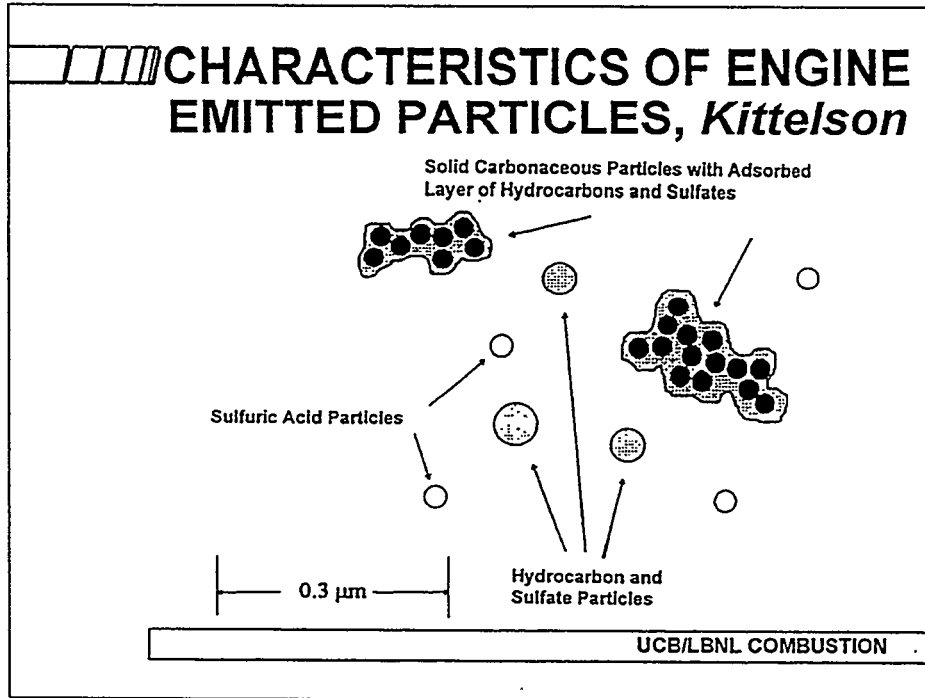 CHARACTERISTICS OF ENGINE
EMITTED PARTICLES, Kittelson
Solid Carbonaceous Particles with Adsorbed
Layer of Hydrocarbons and Sulfates
Sulfuric Acid Particles
0.3 µm
Hydrocarbon and
Sulfate Particles
UCB/LBNL COMBUSTION